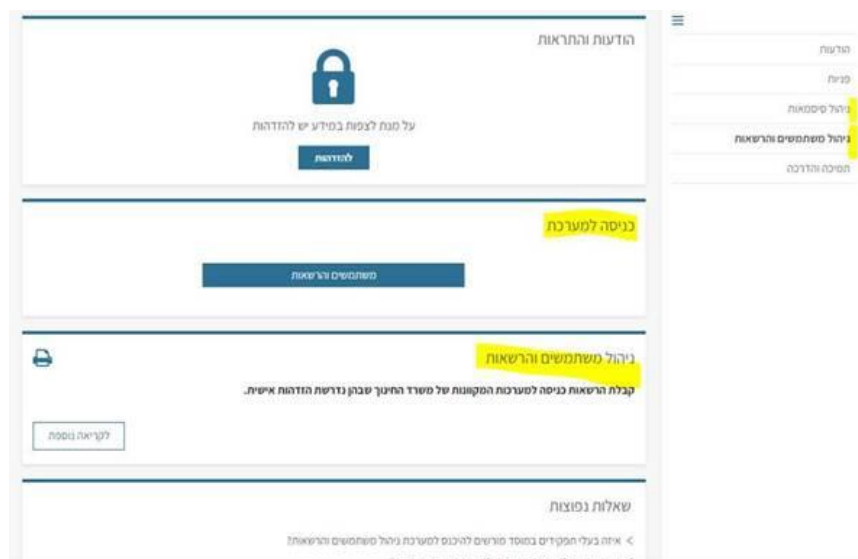 הודעות
פניות
ניהול סיסמאות
ניהול משתמשים והרשאות
תמיכה והדרכה
הודעות והתראות
על מנת לצפות במידע יש להזדהות
להזדהות
כניסה למערכת
משתמשים והרשאות
ניהול משתמשים והרשאות
קבלת הרשאות כניסה למערכות המקוונות של משרד החינוך שבהן נדרשת הזדהות אישית.
לקריאה נוספת
שאלות נפוצות
איזה בעלי תפקידים במוסד מורשים להיכנס למערכת ניהול משתמשים והרשאות?